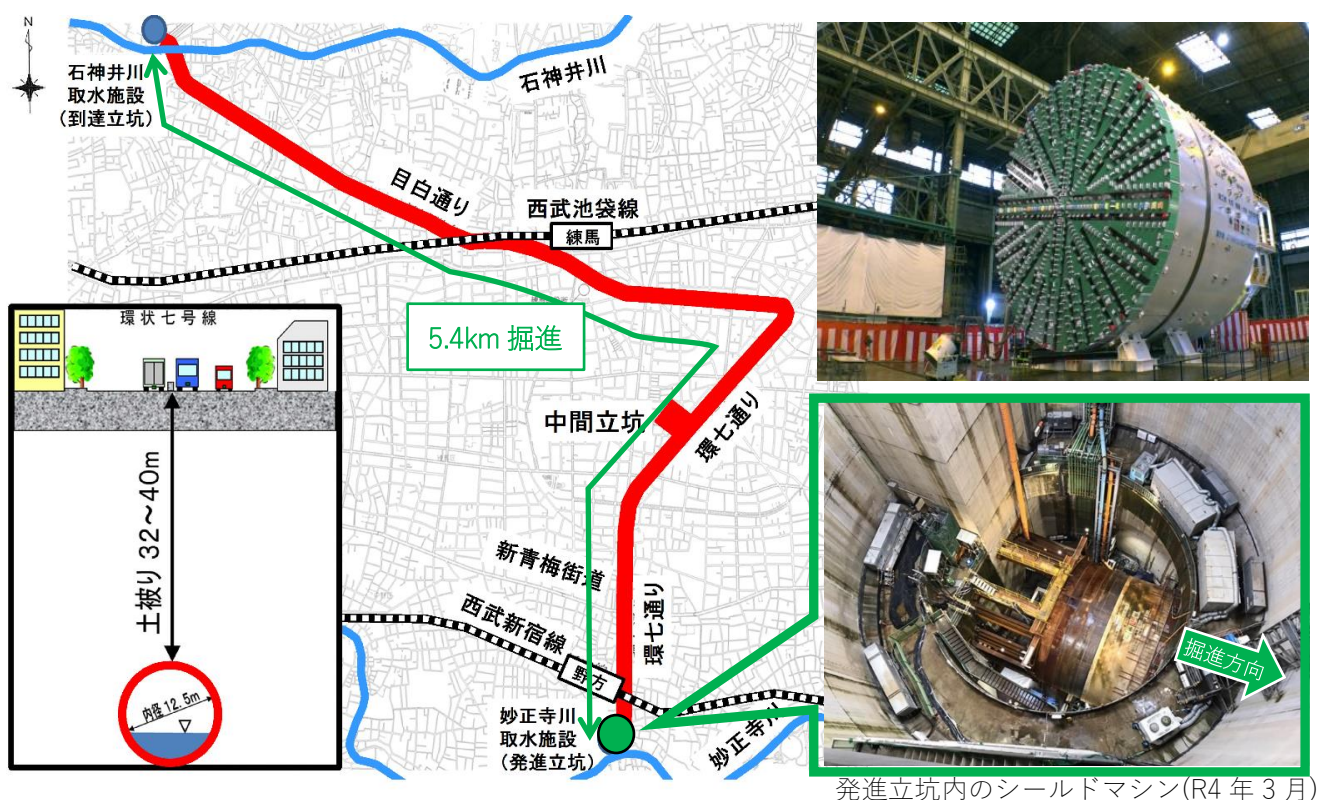 N
石神井川
取水施設
(到達立坑)
石神井川
目白通り
西武池袋線
練馬
5.4km 掘進
中間立坑
環七通り
新青梅街道
西武新宿線
環七通り
野方
妙正寺川
取水施設
(発進立坑)
妙正寺川
環状七号線
土被り 32～40m
内径12.5m
掘進方向
発進立坑内のシールドマシン(R4 年 3 月)